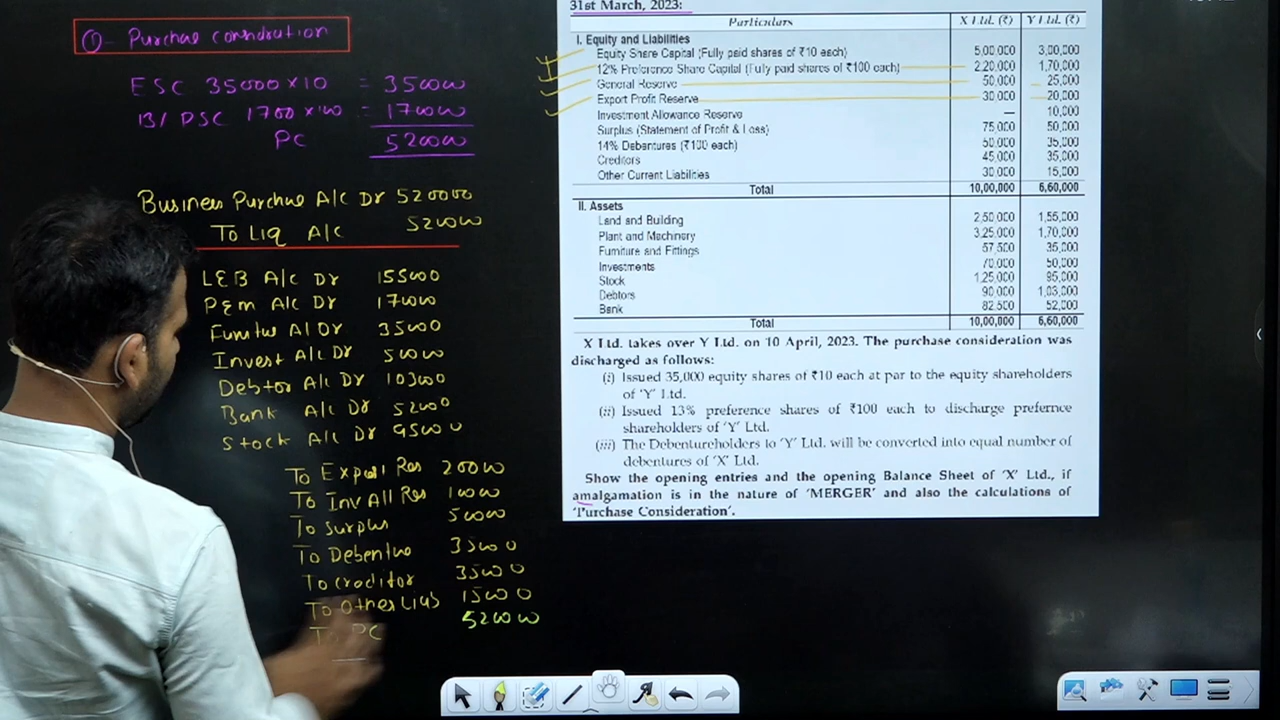 Q- Purchase consideration
ESC 35000×10 = 350000
13% PSC 1700×100 = 170000
PC 520000
Business Purchase A/c Dr 520000
To Liq A/c 520000
L&B A/c Dr 155000
P&m A/c Dr 170000
Furnitue A/ Dr 35000
Invest A/c Dr 50000
Debtor A/c Dr 103000
Bank A/c Dr 52000
Stock A/c Dr 95000
To Export Res 20000
To Inv All Res 10000
To Surplus 50000
To Debentue 35000
To creditor 35000
To Other Liab 15000
To PC 520000
31st March, 2023:
Particulars X Ltd. (₹) Y Ltd. (₹)
I. Equity and Liabilities
Equity Share Capital (Fully paid shares of ₹10 each) 5,00,000 3,00,000
12% Preference Share Capital (Fully paid shares of ₹100 each) 2,20,000 1,70,000
General Reserve 50,000 25,000
Export Profit Reserve 30,000 20,000
Investment Allowance Reserve — 10,000
Surplus (Statement of Profit & Loss) 75,000 50,000
14% Debentures (₹100 each) 50,000 35,000
Creditors 45,000 35,000
Other Current Liabilities 30,000 15,000
Total 10,00,000 6,60,000
II. Assets
Land and Building 2,50,000 1,55,000
Plant and Machinery 3,25,000 1,70,000
Furniture and Fittings 57,500 35,000
Investments 70,000 50,000
Stock 1,25,000 95,000
Debtors 90,000 1,03,000
Bank 82,500 52,000
Total 10,00,000 6,60,000
X Ltd. takes over Y Ltd. on 10 April, 2023. The purchase consideration was
discharged as follows:
(i) Issued 35,000 equity shares of ₹10 each at par to the equity shareholders
of 'Y' Ltd.
(ii) Issued 13% preference shares of ₹100 each to discharge prefernce
shareholders of 'Y' Ltd.
(iii) The Debentureholders to 'Y' Ltd. will be converted into equal number of
debentures of 'X' Ltd.
Show the opening entries and the opening Balance Sheet of 'X' Ltd., if
amalgamation is in the nature of 'MERGER' and also the calculations of
'Purchase Consideration'.